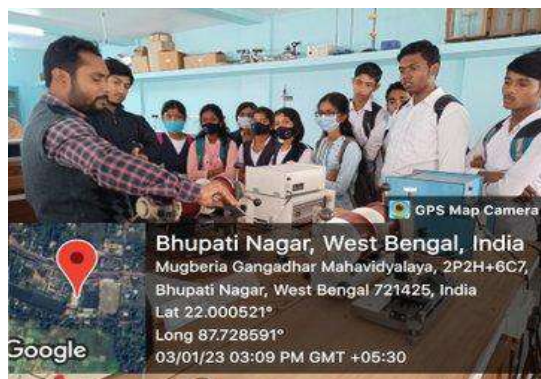 GPS Map Camera
Bhupati Nagar, West Bengal, India
Mugberia Gangadhar Mahavidyalaya, 2P2H+6C7,
Bhupati Nagar, West Bengal 721425, India
Lat 22.000521°
Long 87.728591°
03/01/23 03:09 PM GMT +05:30
Google